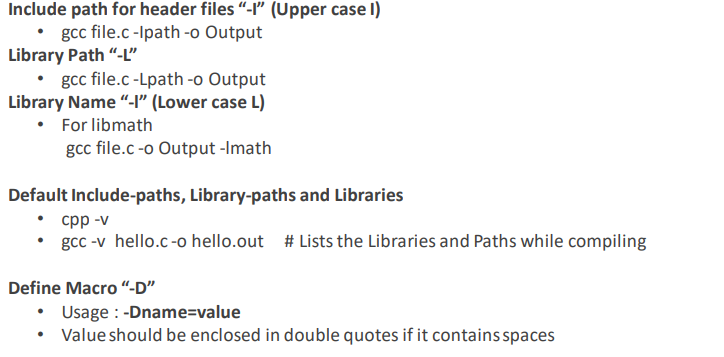 Include path for header files “-I” (Upper case I)
• gcc file.c -Ipath -o Output
Library Path “-L”
• gcc file.c -Lpath -o Output
Library Name “-l” (Lower case L)
• For libmath
gcc file.c -o Output -lmath
Default Include-paths, Library-paths and Libraries
• cpp -v
• gcc -v hello.c -o hello.out # Lists the Libraries and Paths while compiling
Define Macro “-D”
• Usage : -Dname=value
• Value should be enclosed in double quotes if it contains spaces